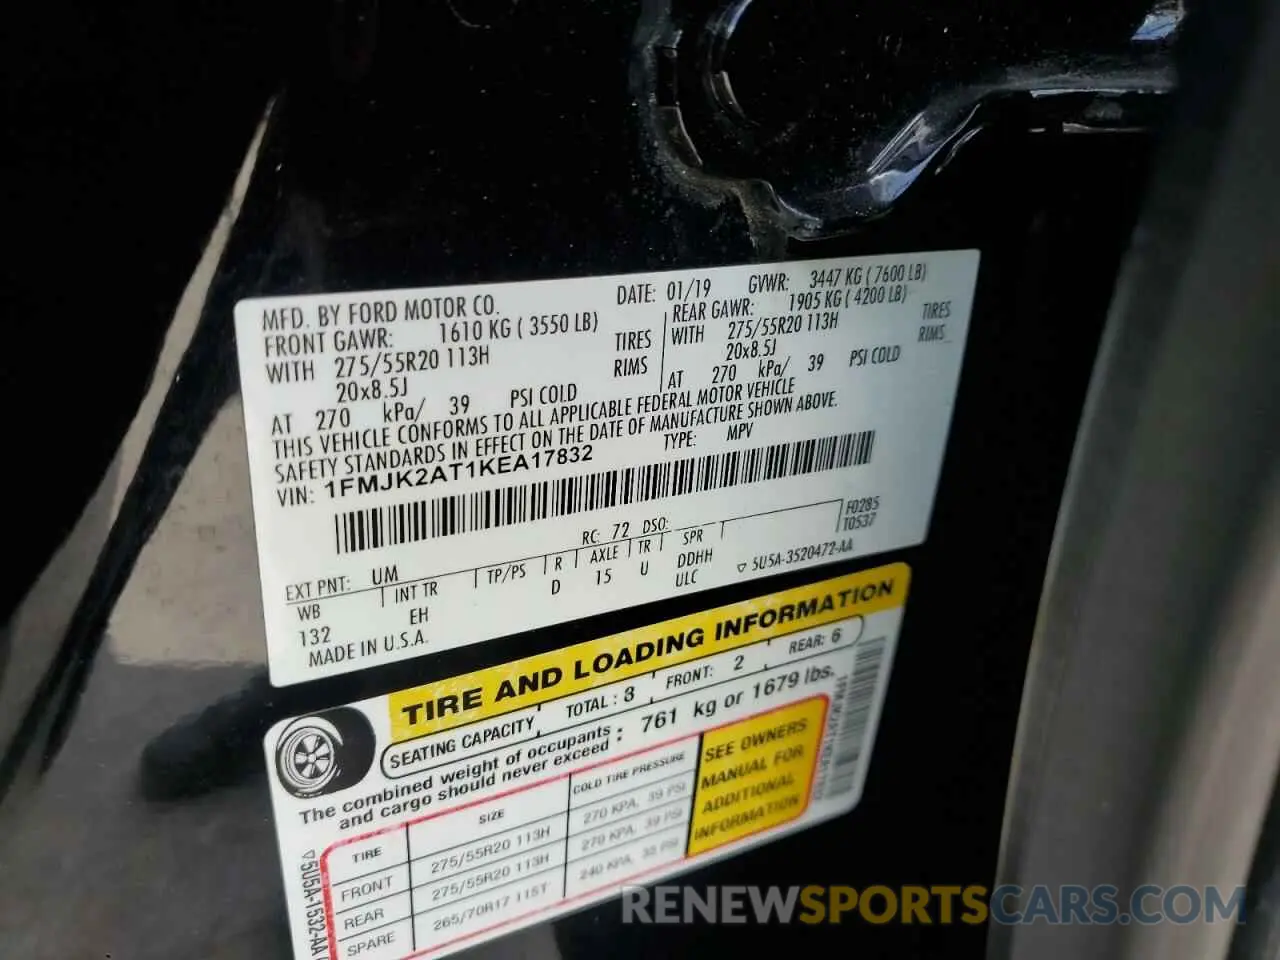 MFD. BY FORD MOTOR CO.
DATE: 01/19 GVWR: 3447 KG ( 7600 LB)
FRONT GAWR: 1610 KG ( 3550 LB)
REAR GAWR: 1905 KG ( 4200 LB)
WITH 275/55R20 113H TIRES
WITH 275/55R20 113H TIRES
20x8.5J RIMS
20x8.5J RIMS
AT 270 kPa/ 39 PSI COLD
AT 270 kPa/ 39 PSI COLD
THIS VEHICLE CONFORMS TO ALL APPLICABLE FEDERAL MOTOR VEHICLE
SAFETY STANDARDS IN EFFECT ON THE DATE OF MANUFACTURE SHOWN ABOVE.
VIN: 1FMJK2AT1KEA17832 TYPE: MPV
F0285
T0537
RC: 72 DSO:
EXT PNT: UM
WB INT TR TP/PS R AXLE TR SPR
132 EH D 15 U DDHH
ULC
▽ 5U5A-3520472-AA
MADE IN U.S.A.
TIRE AND LOADING INFORMATION
SEATING CAPACITY TOTAL : 8 FRONT: 2 REAR: 6
The combined weight of occupants
and cargo should never exceed : 761 kg or 1679 lbs.
TIRE SIZE COLD TIRE PRESSURE
FRONT 275/55R20 113H 270 KPA, 39 PSI
REAR 275/55R20 113H 270 KPA, 39 PSI
SPARE 265/70R17 115T 240 KPA, 35 PSI
SEE OWNERS
MANUAL FOR
ADDITIONAL
INFORMATION
▽5U5A-1532-AA
RENEWSPORTSCARS.COM